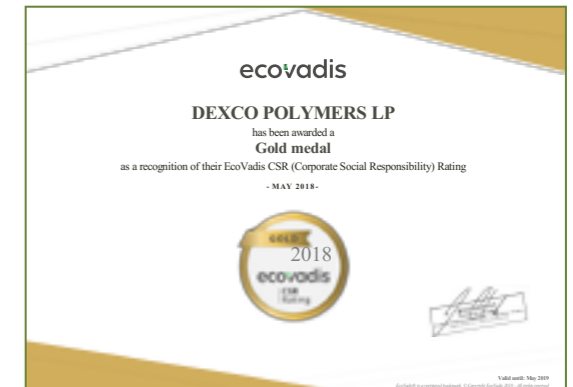 ecovadis
DEXCO POLYMERS LP
has been awarded a
Gold medal
as a recognition of their EcoVadis CSR (Corporate Social Responsibility) Rating
- MAY 2018-
GOLD
2018
ecovadis
CSR
Rating
Valid until: May 2019